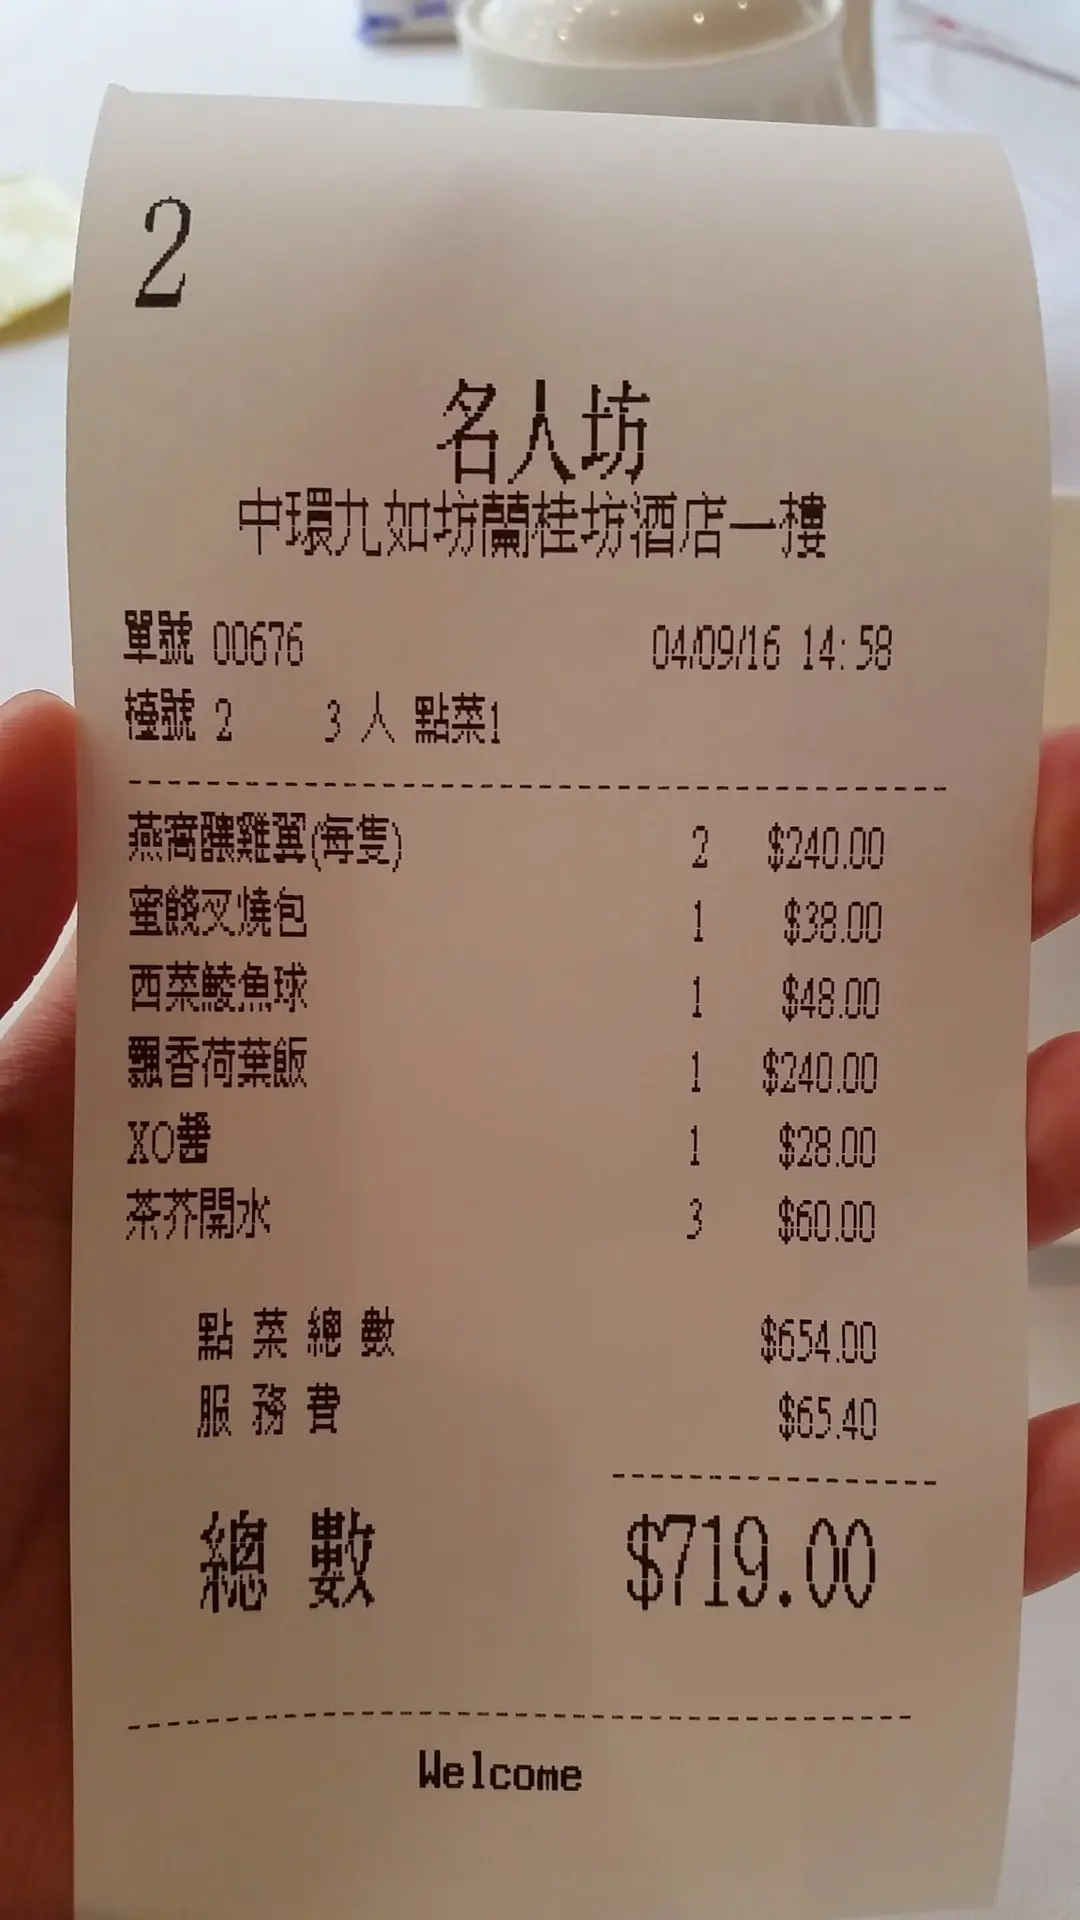 2
名人坊
中環九如坊蘭桂坊酒店一樓
單號 00676 04/09/16 14:58
檯號 2 3 人 點菜1
燕窩釀雞翼(每隻) 2 $240.00
蜜餞叉燒包 1 $38.00
西菜鯪魚球 1 $48.00
飄香荷葉飯 1 $240.00
XO醬 1 $28.00
茶芥開水 3 $60.00
點菜總數 $654.00
服務費 $65.40
總數 $719.00
Welcome